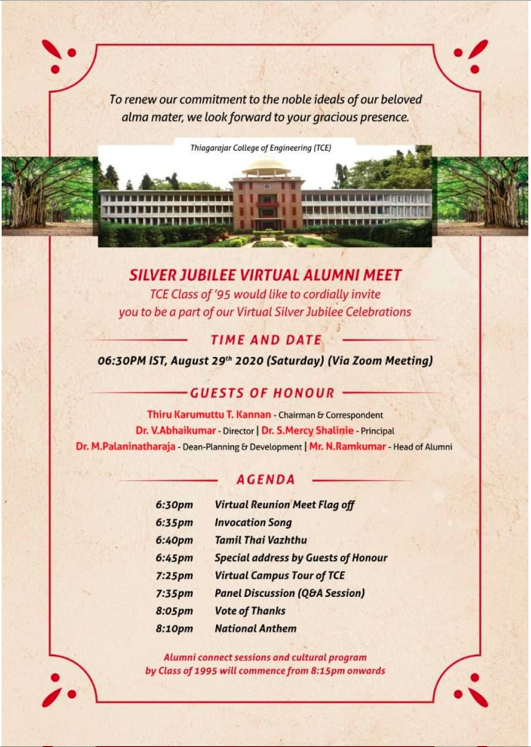 To renew our commitment to the noble ideals of our beloved
alma mater, we look forward to your gracious presence.
Thiagarajar College of Engineering (TCE)
SILVER JUBILEE VIRTUAL ALUMNI MEET
TCE Class of '95 would like to cordially invite
you to be a part of our Virtual Silver Jubilee Celebrations
TIME AND DATE
06:30PM IST, August 29th 2020 (Saturday) (Via Zoom Meeting)
GUESTS OF HONOUR
Thiru Karumuttu T. Kannan - Chairman & Correspondent
Dr. V.Abhaikumar - Director | Dr. S.Mercy Shalinie - Principal
Dr. M.Palaninatharaja - Dean-Planning & Development | Mr. N.Ramkumar - Head of Alumni
AGENDA
6:30pm Virtual Reunion Meet Flag off
6:35pm Invocation Song
6:40pm Tamil Thai Vazhthu
6:45pm Special address by Guests of Honour
7:25pm Virtual Campus Tour of TCE
7:35pm Panel Discussion (Q&A Session)
8:05pm Vote of Thanks
8:10pm National Anthem
Alumni connect sessions and cultural program
by Class of 1995 will commence from 8:15pm onwards